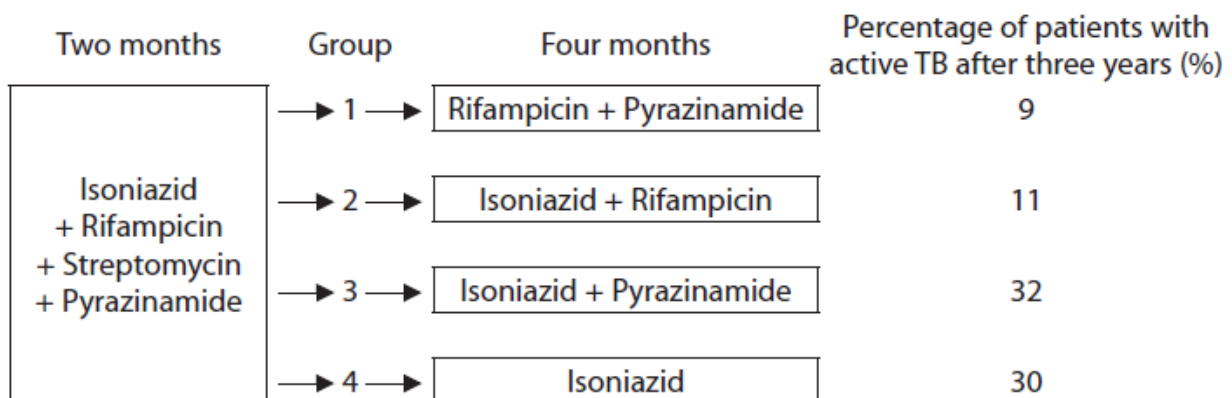 Two months Group Four months Percentage of patients with
active TB after three years (%)
1 Rifampicin + Pyrazinamide 9
Isoniazid
+ Rifampicin
+ Streptomycin
+ Pyrazinamide
2 Isoniazid + Rifampicin 11
3 Isoniazid + Pyrazinamide 32
4 Isoniazid 30